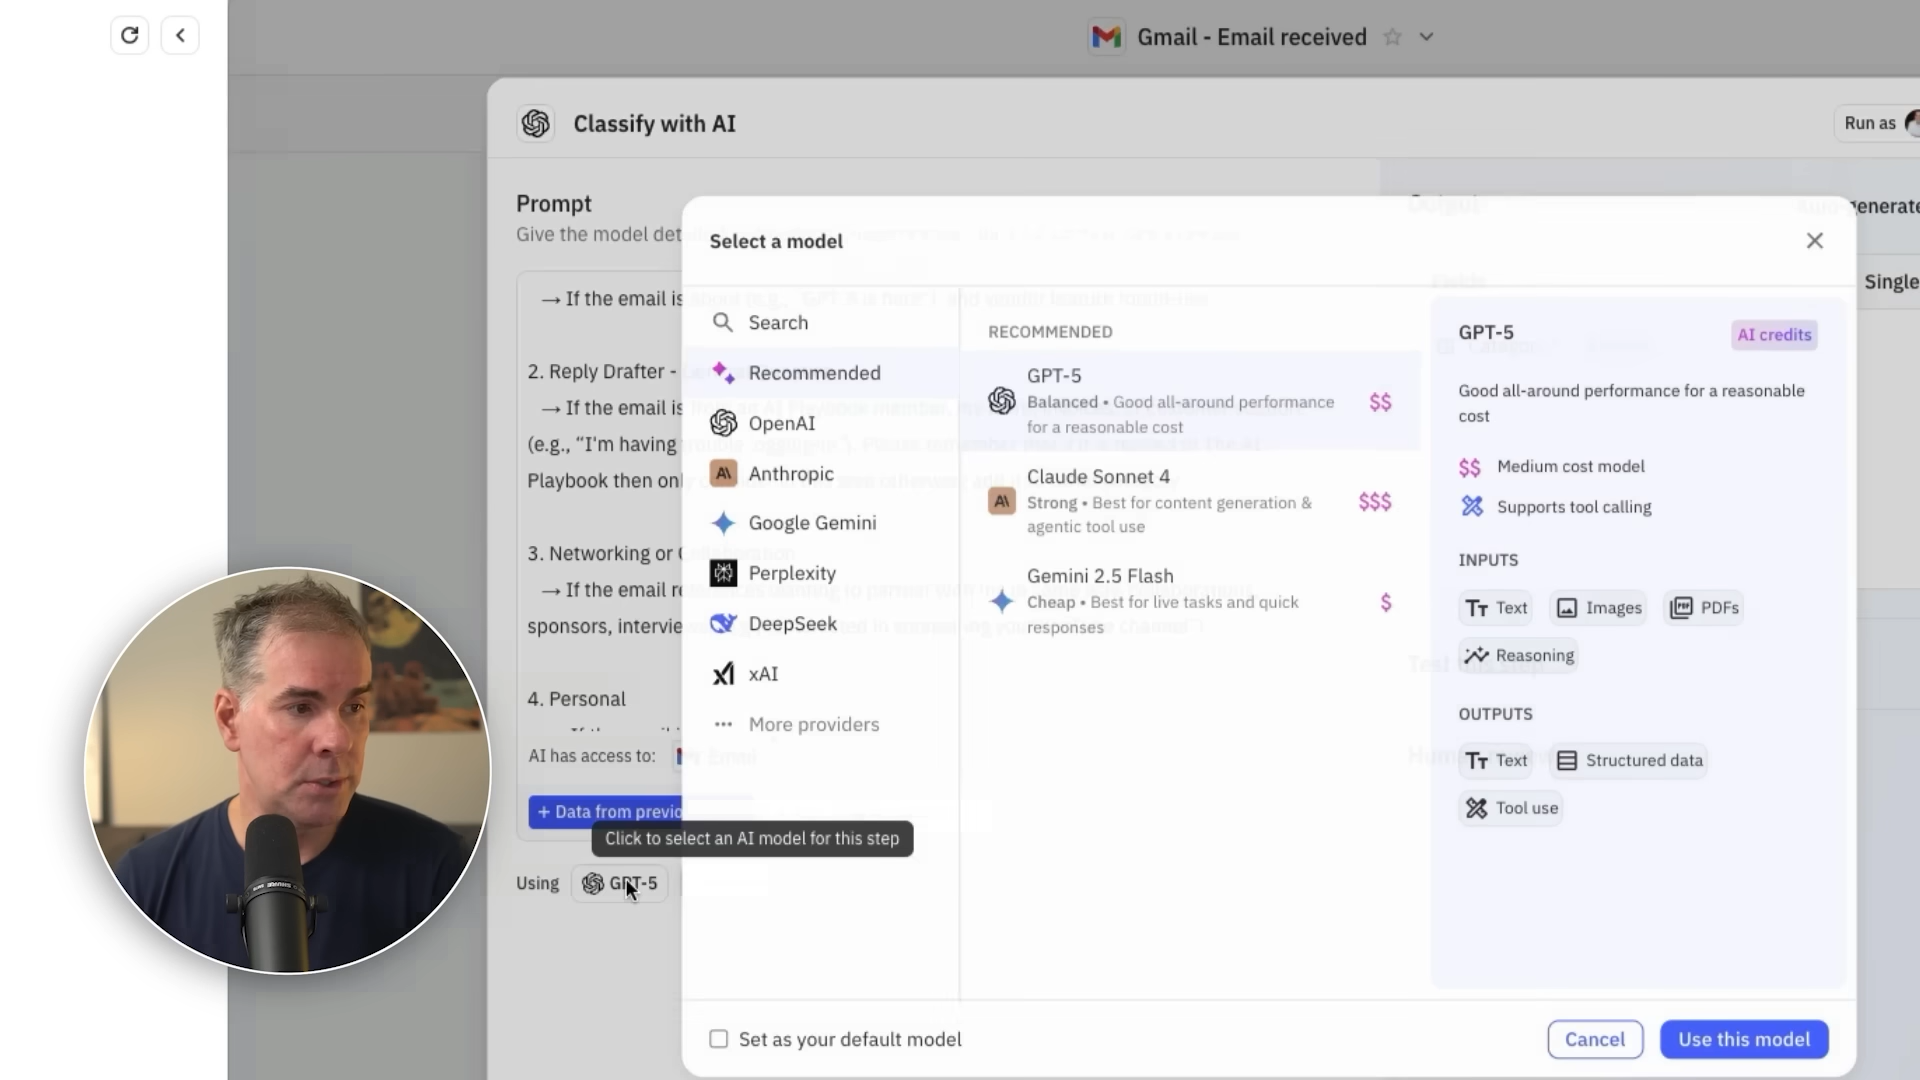 Gmail - Email received
Classify with AI
Run as
Prompt
Give the model
Select a model
Single
→ If the email is
2. Reply Drafter -
→ If the email is
(e.g., “I'm having
Playbook then
3. Networking or
→ If the email
sponsors,
4. Personal
AI has access to:
+ Data from
Click to select an AI model for this step
Using
GPT-5
Search
Recommended
OpenAI
Anthropic
Google Gemini
Perplexity
DeepSeek
xAI
More providers
RECOMMENDED
GPT-5
Balanced • Good all-around performance
for a reasonable cost
$$
Claude Sonnet 4
Strong • Best for content generation &
agentic tool use
$$$
Gemini 2.5 Flash
Cheap • Best for live tasks and quick
responses
$
GPT-5
AI credits
Good all-around performance for a reasonable
cost
$$ Medium cost model
Supports tool calling
INPUTS
Text Images PDFs
Reasoning
OUTPUTS
Text Structured data
Tool use
Set as your default model
Cancel
Use this model